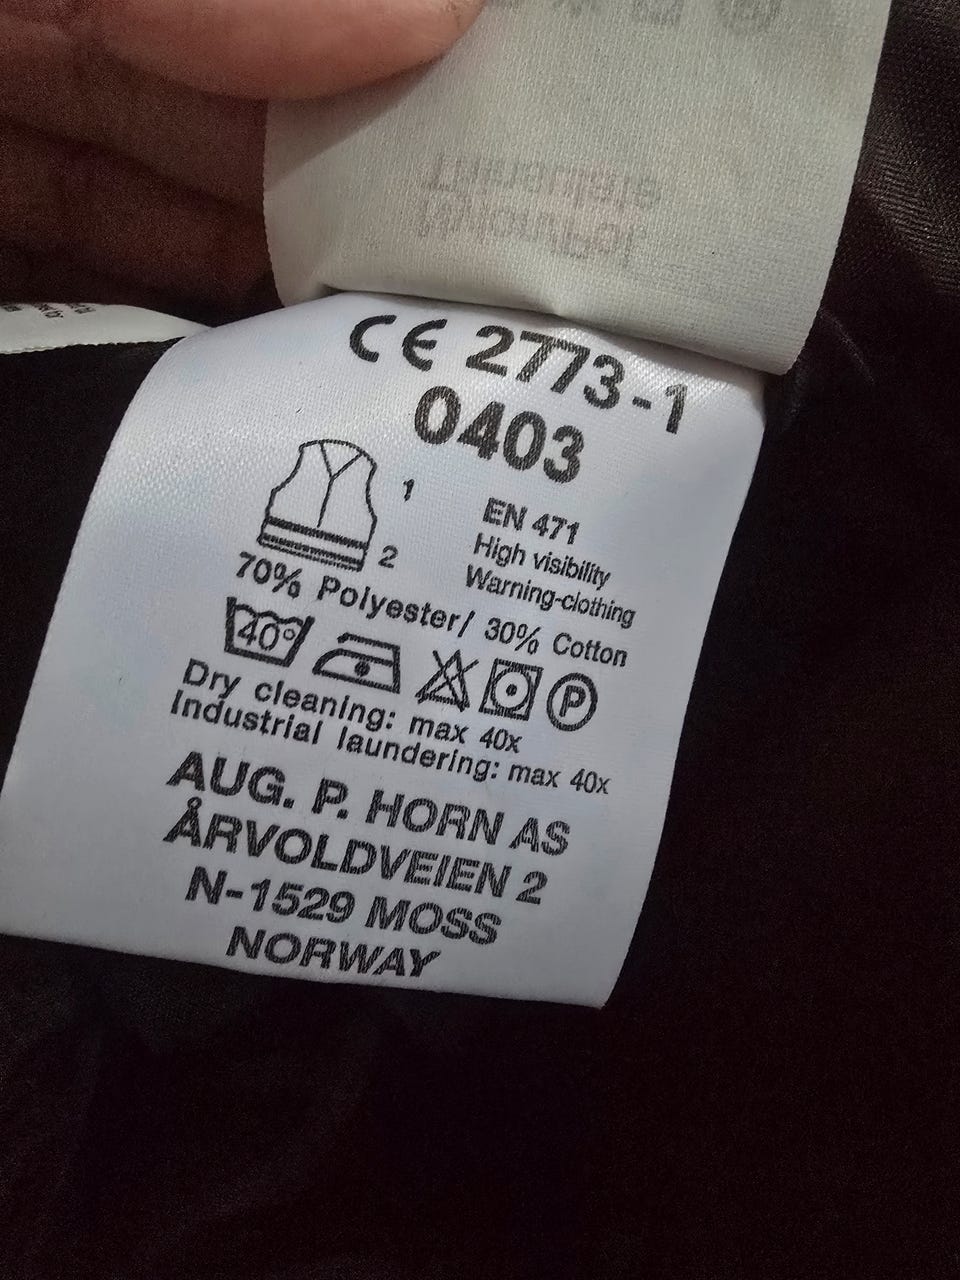 CE 2773-1
0403
1
2
EN 471
High visibility
Warning-clothing
70% Polyester/ 30% Cotton
40°
P
Dry cleaning: max 40x
Industrial laundering: max 40x
AUG. P. HORN AS
ÅRVOLDVEIEN 2
N-1529 MOSS
NORWAY